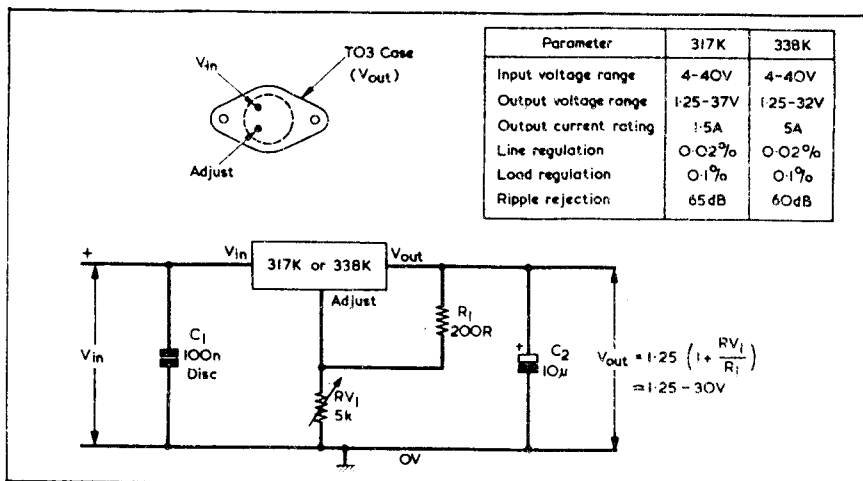 TO3 Case
(Vout)
Vin
Adjust
Parameter 317K 338K
Input voltage range 4-40V 4-40V
Output voltage range 1·25-37V 1·25-32V
Output current rating 1·5A 5A
Line regulation 0·02% 0·02%
Load regulation 0·1% 0·1%
Ripple rejection 65dB 60dB
+ Vin 317K or 338K Vout
Adjust
R1
200R
C1
100n
Disc
Vin
RV1
5k
+
C2
10µ
Vout = 1·25 (1 + RV1/R1)
= 1·25 - 30V
0V